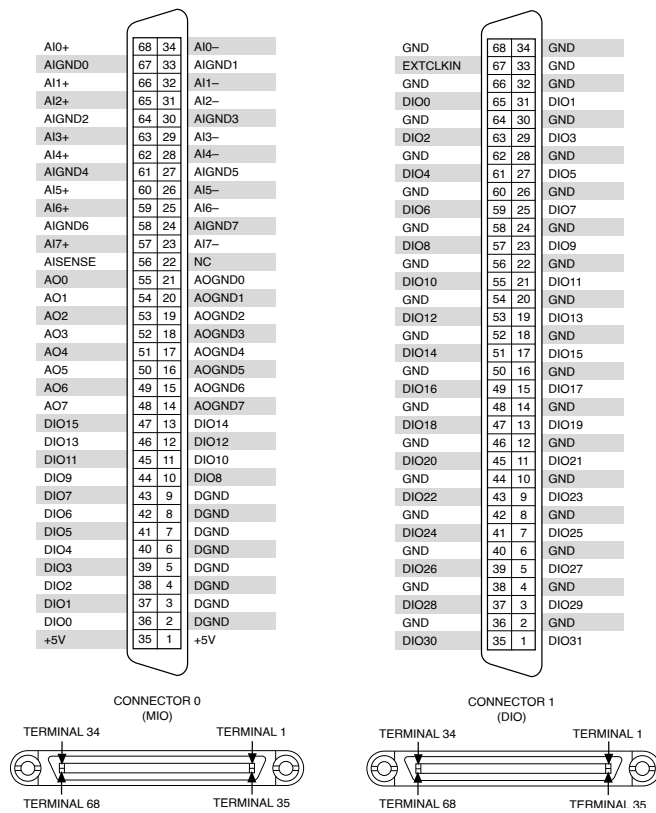 AI0+ 68 34 AI0–
AIGND0 67 33 AIGND1
AI1+ 66 32 AI1–
AI2+ 65 31 AI2–
AIGND2 64 30 AIGND3
AI3+ 63 29 AI3–
AI4+ 62 28 AI4–
AIGND4 61 27 AIGND5
AI5+ 60 26 AI5–
AI6+ 59 25 AI6–
AIGND6 58 24 AIGND7
AI7+ 57 23 AI7–
AISENSE 56 22 NC
AO0 55 21 AOGND0
AO1 54 20 AOGND1
AO2 53 19 AOGND2
AO3 52 18 AOGND3
AO4 51 17 AOGND4
AO5 50 16 AOGND5
AO6 49 15 AOGND6
AO7 48 14 AOGND7
DIO15 47 13 DIO14
DIO13 46 12 DIO12
DIO11 45 11 DIO10
DIO9 44 10 DIO8
DIO7 43 9 DGND
DIO6 42 8 DGND
DIO5 41 7 DGND
DIO4 40 6 DGND
DIO3 39 5 DGND
DIO2 38 4 DGND
DIO1 37 3 DGND
DIO0 36 2 DGND
+5V 35 1 +5V
CONNECTOR 0
(MIO)
TERMINAL 34 TERMINAL 1
TERMINAL 68 TERMINAL 35
GND 68 34 GND
EXTCLKIN 67 33 GND
GND 66 32 GND
DIO0 65 31 DIO1
GND 64 30 GND
DIO2 63 29 DIO3
GND 62 28 GND
DIO4 61 27 DIO5
GND 60 26 GND
DIO6 59 25 DIO7
GND 58 24 GND
DIO8 57 23 DIO9
GND 56 22 GND
DIO10 55 21 DIO11
GND 54 20 GND
DIO12 53 19 DIO13
GND 52 18 GND
DIO14 51 17 DIO15
GND 50 16 GND
DIO16 49 15 DIO17
GND 48 14 GND
DIO18 47 13 DIO19
GND 46 12 GND
DIO20 45 11 DIO21
GND 44 10 GND
DIO22 43 9 DIO23
GND 42 8 GND
DIO24 41 7 DIO25
GND 40 6 GND
DIO26 39 5 DIO27
GND 38 4 GND
DIO28 37 3 DIO29
GND 36 2 GND
DIO30 35 1 DIO31
CONNECTOR 1
(DIO)
TERMINAL 34 TERMINAL 1
TERMINAL 68 TERMINAL 35